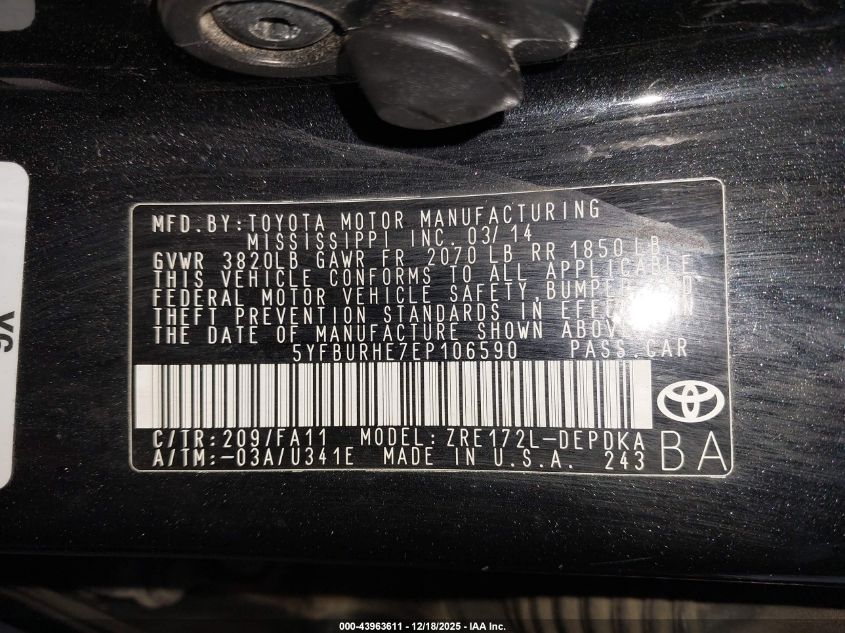 MFD. BY: TOYOTA MOTOR MANUFACTURING
MISSISSIPPI INC. 03/14
GVWR 3820LB GAWR FR 2070 LB RR 1850 LB
THIS VEHICLE CONFORMS TO ALL APPLICABLE
FEDERAL MOTOR VEHICLE SAFETY, BUMPER
THEFT PREVENTION STANDARDS IN EFFECT ON
THE DATE OF MANUFACTURE SHOWN ABOVE
5YFBURHE7EP106590 PASS. CAR
C/TR: 209/FA11 MODEL: ZRE172L-DEPDKA
A/TM:-03A/U341E MADE IN U.S.A. 243
BA
000-43963611 - 12/18/2025 - IAA Inc.